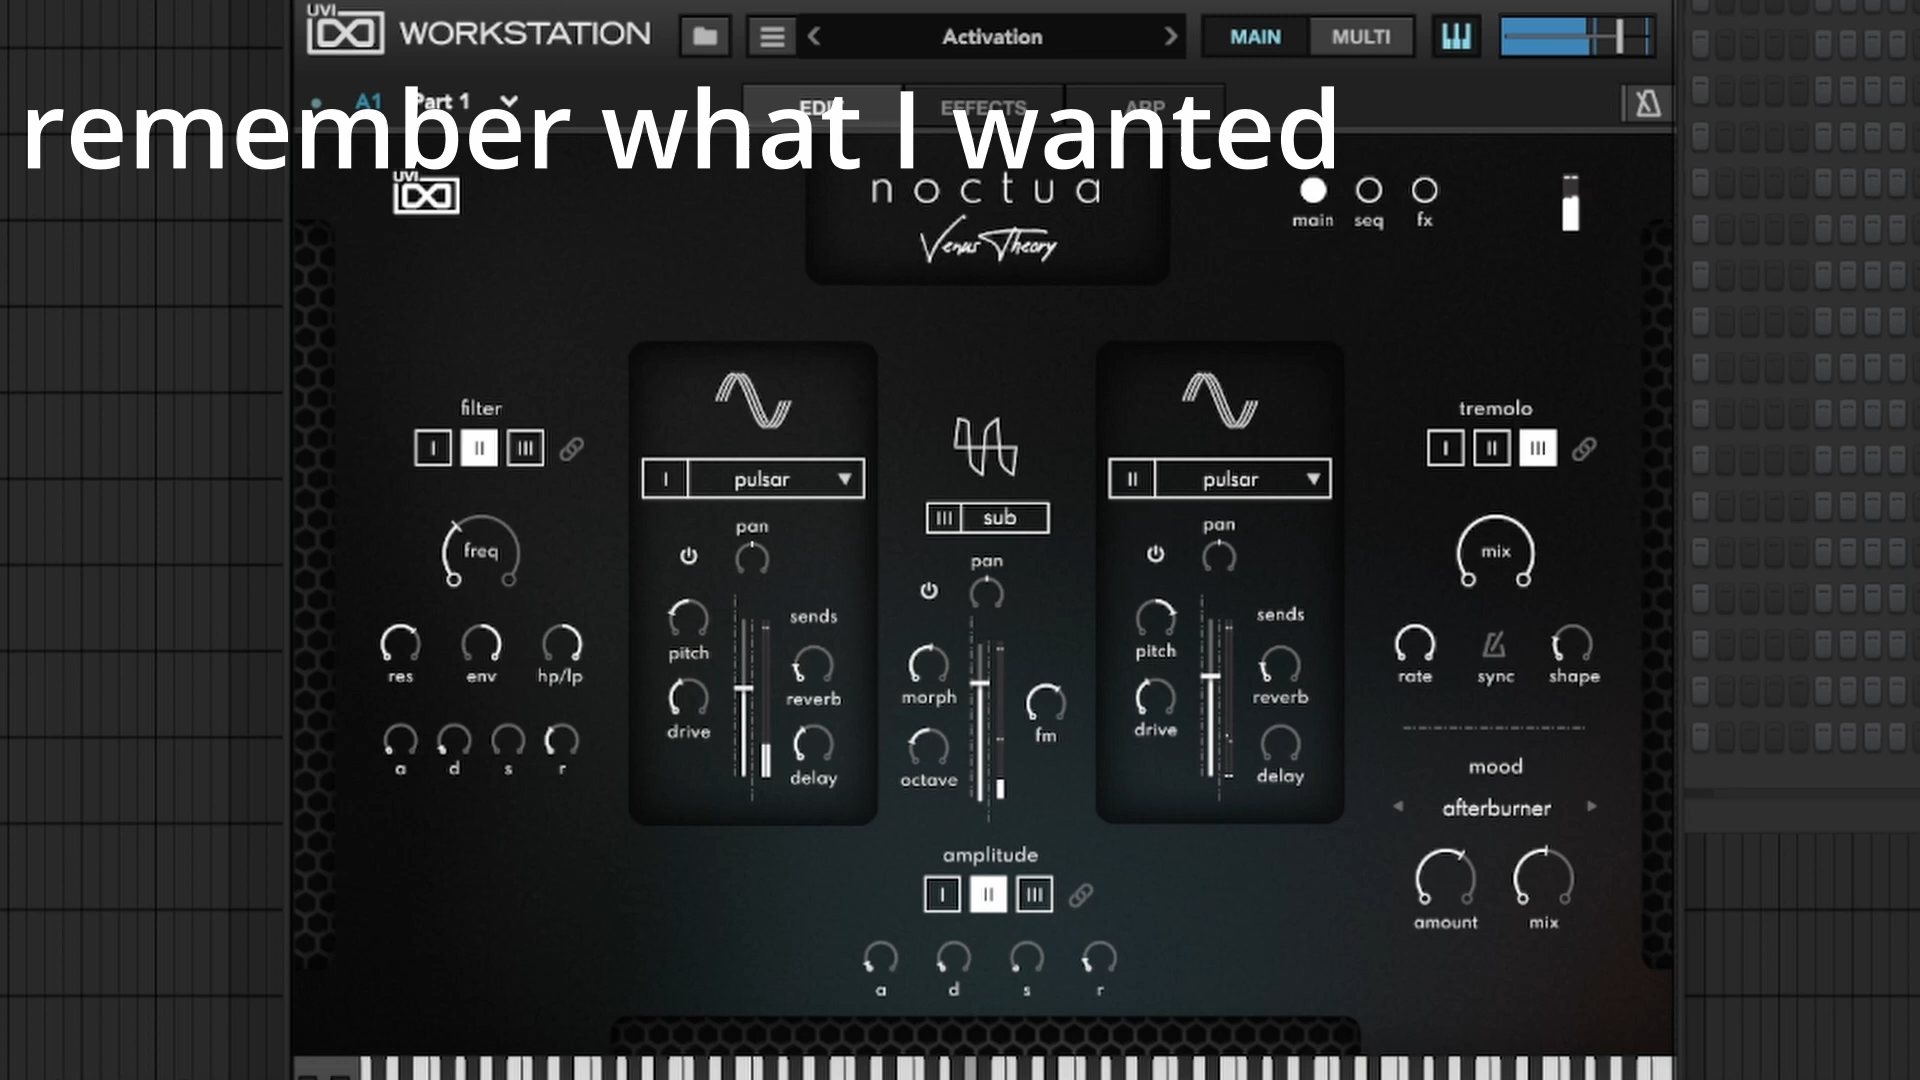 UVI WORKSTATION Activation MAIN MULTI
A1 Part 1 EDIT EFFECTS ARP
remember what I wanted
UVI
noctua
Venus Theory
main seq fx
filter
I II III
freq
res env hp/lp
a d s r
I pulsar
pan
pitch
drive
sends
reverb
delay
III sub
pan
morph
octave
fm
II pulsar
pan
pitch
drive
sends
reverb
delay
tremolo
I II III
mix
rate sync shape
mood
afterburner
amount mix
amplitude
I II III
a d s r